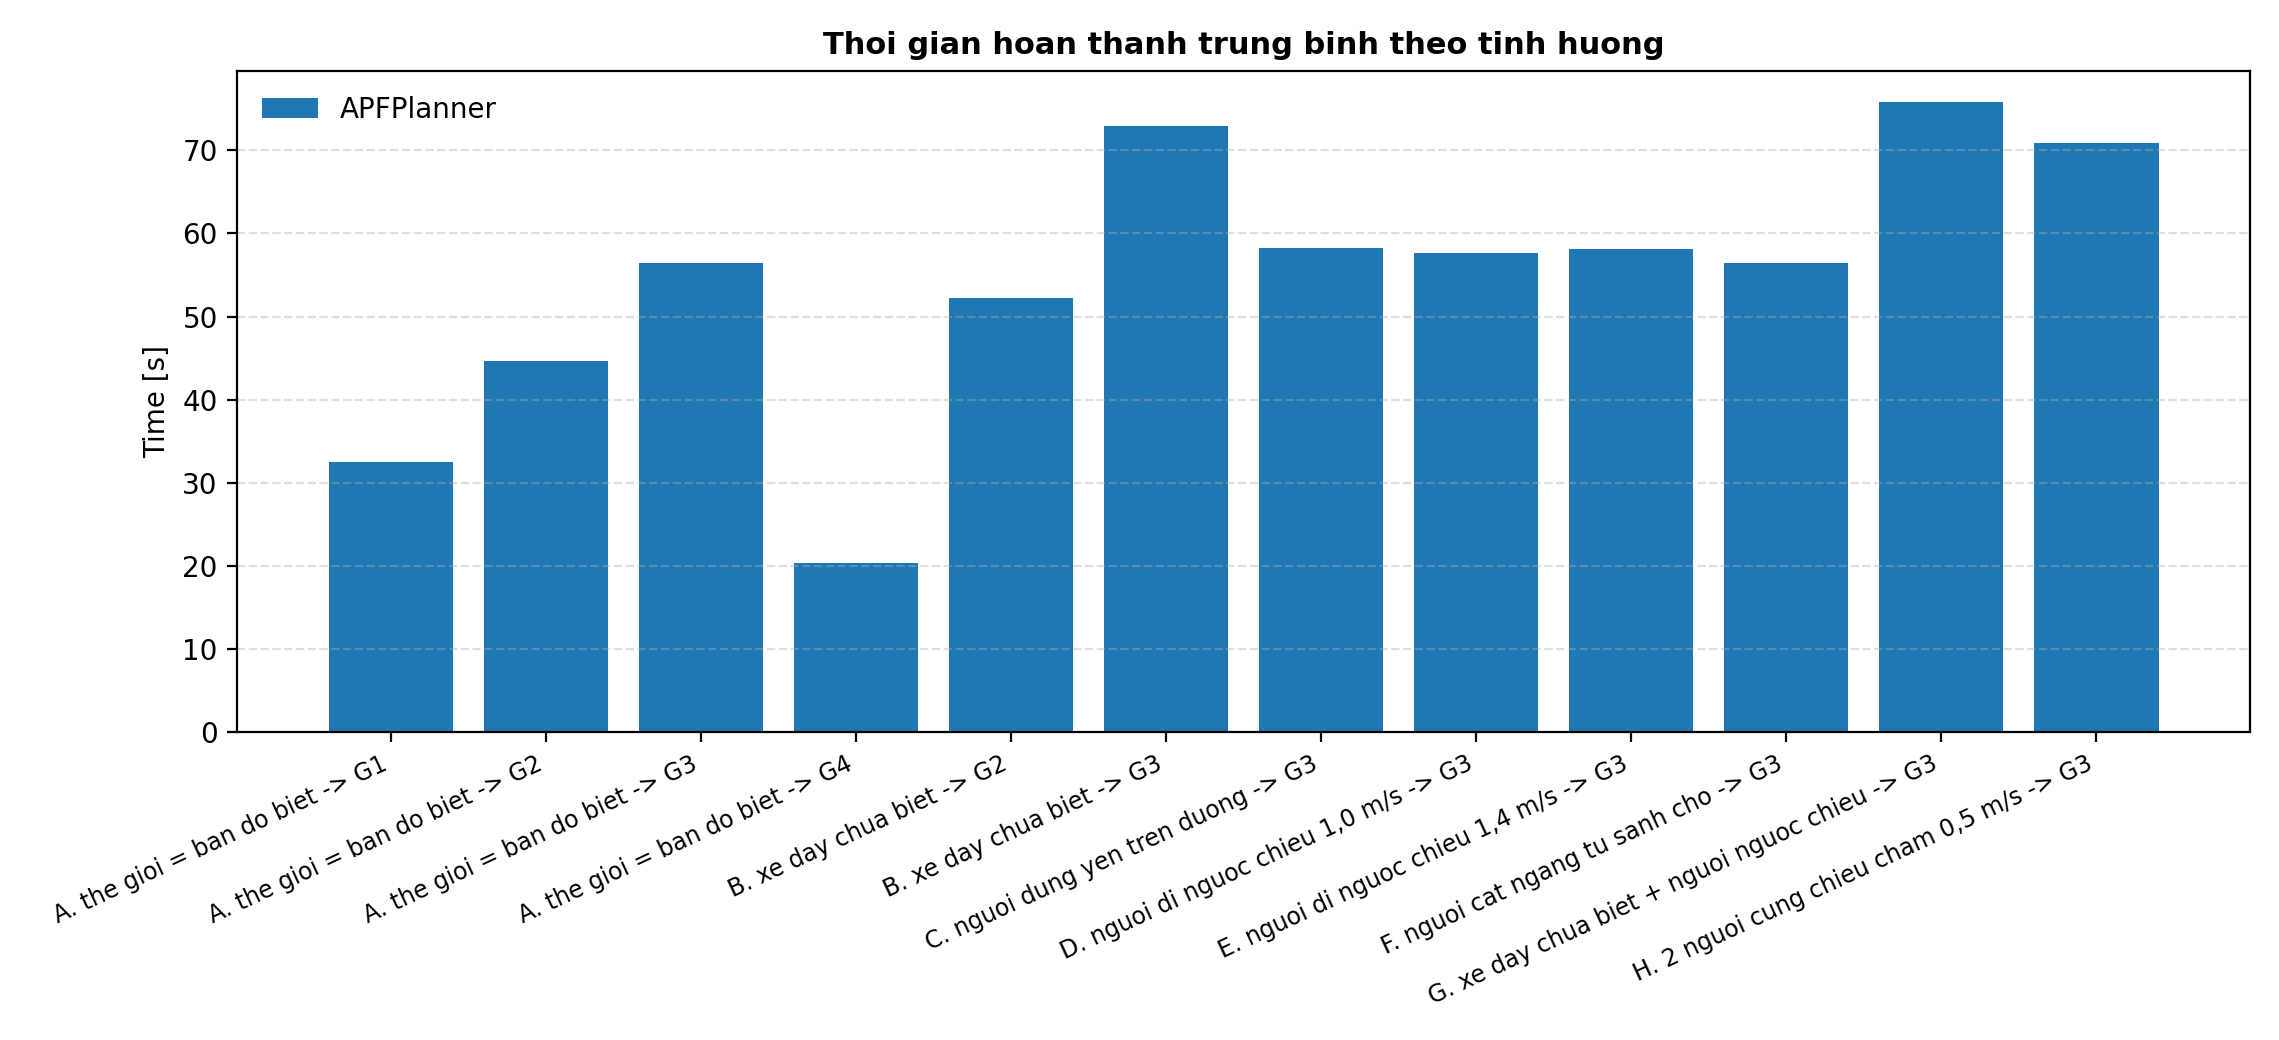 Thoi gian hoan thanh trung binh theo tinh huong
APFPlanner
Time [s]
70
60
50
40
30
20
10
0
A. the gioi = ban do biet -> G1
A. the gioi = ban do biet -> G2
A. the gioi = ban do biet -> G3
A. the gioi = ban do biet -> G4
B. xe day chua biet -> G2
B. xe day chua biet -> G3
C. nguoi dung yen tren duong -> G3
D. nguoi di nguoc chieu 1,0 m/s -> G3
E. nguoi di nguoc chieu 1,4 m/s -> G3
F. nguoi cat ngang tu sanh cho -> G3
G. xe day chua biet + nguoi nguoc chieu -> G3
H. 2 nguoi cung chieu cham 0,5 m/s -> G3